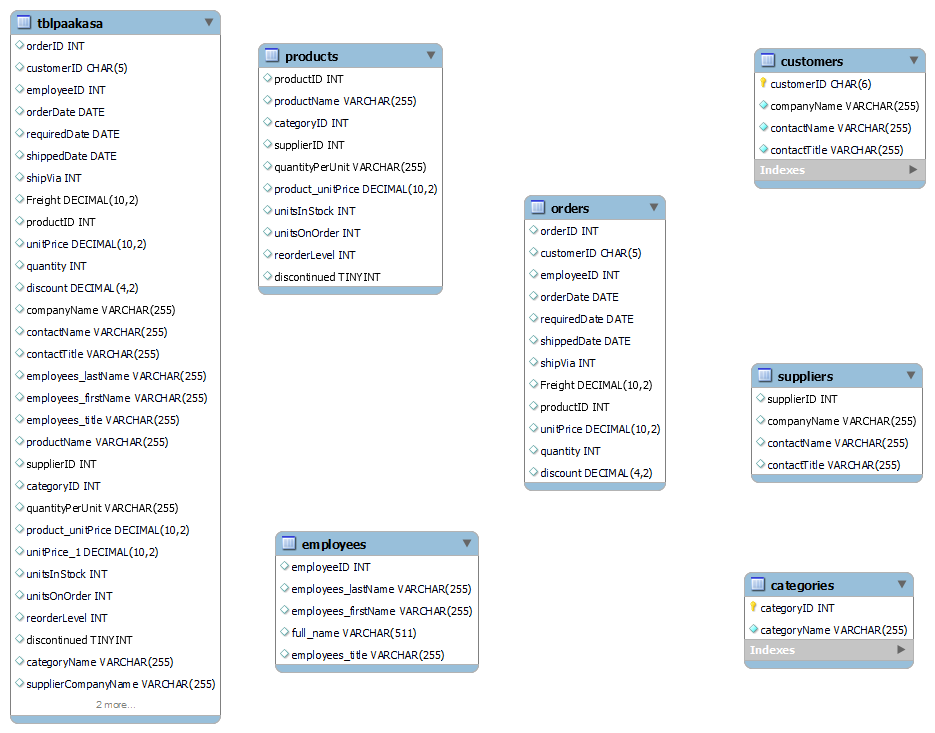 tblpaakasa
orderID INT
customerID CHAR(5)
employeeID INT
orderDate DATE
requiredDate DATE
shippedDate DATE
shipVia INT
Freight DECIMAL(10,2)
productID INT
unitPrice DECIMAL(10,2)
quantity INT
discount DECIMAL(4,2)
companyName VARCHAR(255)
contactName VARCHAR(255)
contactTitle VARCHAR(255)
employees_lastName VARCHAR(255)
employees_firstName VARCHAR(255)
employees_title VARCHAR(255)
productName VARCHAR(255)
supplierID INT
categoryID INT
quantityPerUnit VARCHAR(255)
product_unitPrice DECIMAL(10,2)
unitPrice_1 DECIMAL(10,2)
unitsInStock INT
unitsOnOrder INT
reorderLevel INT
discontinued TINYINT
categoryName VARCHAR(255)
supplierCompanyName VARCHAR(255)
2 more...
products
productID INT
productName VARCHAR(255)
categoryID INT
supplierID INT
quantityPerUnit VARCHAR(255)
product_unitPrice DECIMAL(10,2)
unitsInStock INT
unitsOnOrder INT
reorderLevel INT
discontinued TINYINT
employees
employeeID INT
employees_lastName VARCHAR(255)
employees_firstName VARCHAR(255)
full_name VARCHAR(511)
employees_title VARCHAR(255)
orders
orderID INT
customerID CHAR(5)
employeeID INT
orderDate DATE
requiredDate DATE
shippedDate DATE
shipVia INT
Freight DECIMAL(10,2)
productID INT
unitPrice DECIMAL(10,2)
quantity INT
discount DECIMAL(4,2)
customers
customerID CHAR(6)
companyName VARCHAR(255)
contactName VARCHAR(255)
contactTitle VARCHAR(255)
Indexes
suppliers
supplierID INT
companyName VARCHAR(255)
contactName VARCHAR(255)
contactTitle VARCHAR(255)
categories
categoryID INT
categoryName VARCHAR(255)
Indexes